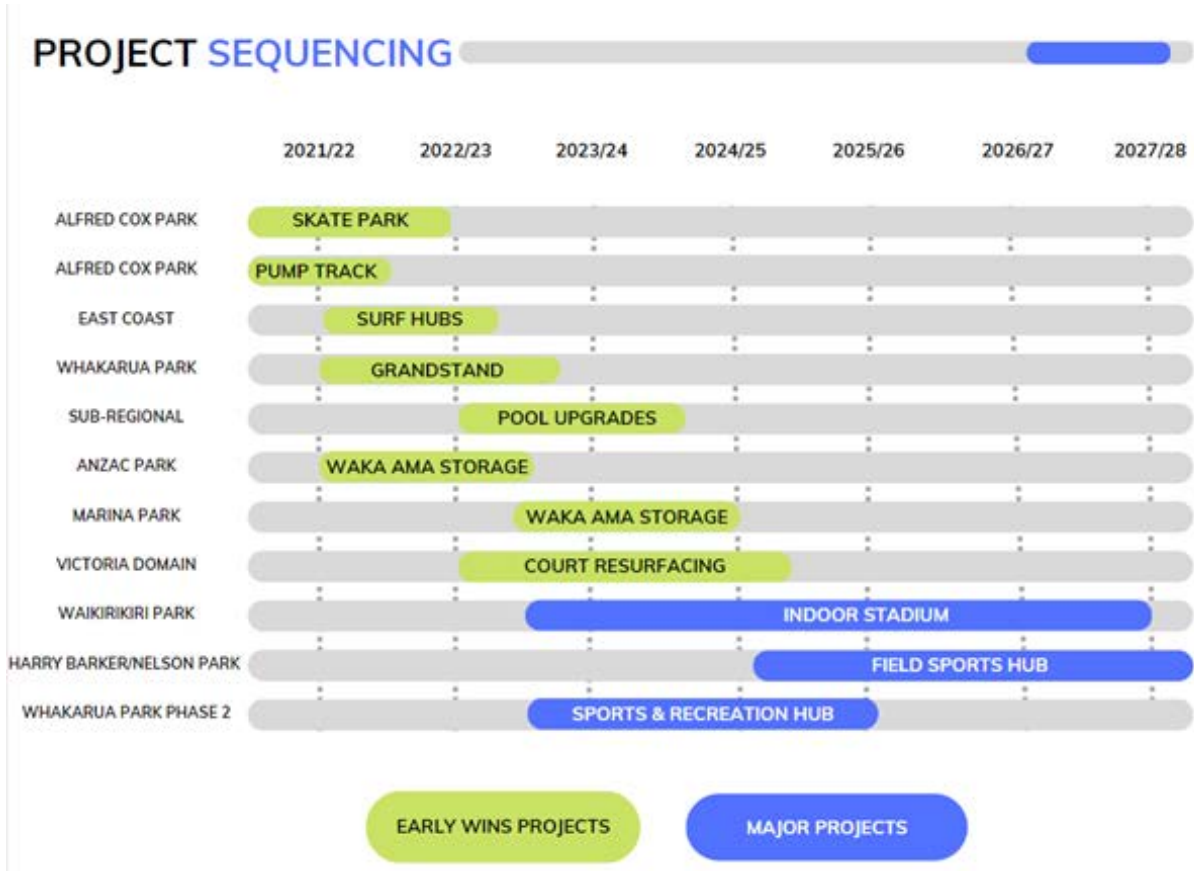 PROJECT SEQUENCING
2021/22 2022/23 2023/24 2024/25 2025/26 2026/27 2027/28
ALFRED COX PARK SKATE PARK
ALFRED COX PARK PUMP TRACK
EAST COAST SURF HUBS
WHAKARUA PARK GRANDSTAND
SUB-REGIONAL POOL UPGRADES
ANZAC PARK WAKA AMA STORAGE
MARINA PARK WAKA AMA STORAGE
VICTORIA DOMAIN COURT RESURFACING
WAIKIRIKIRI PARK INDOOR STADIUM
HARRY BARKER/NELSON PARK FIELD SPORTS HUB
WHAKARUA PARK PHASE 2 SPORTS & RECREATION HUB
EARLY WINS PROJECTS MAJOR PROJECTS